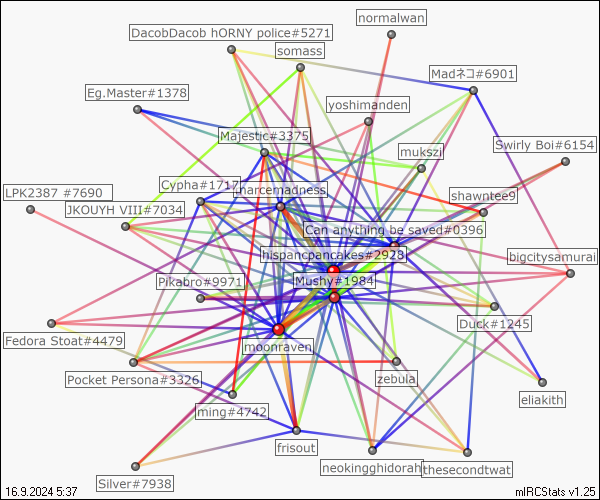 normalwan
DacobDacob hORNY police#5271
somass
Madネコ#6901
Eg.Master#1378
yoshimanden
Majestic#3375
Swirly Boi#6154
mukszi
Cypha#1717
narcemadness
shawntee9
LPK2387 #7690
JKOUYH VIII#7034
Can anything be saved#0396
hispancpancakes#2928
bigcitysamurai
Pikabro#9971
Mushy#1984
Duck#1245
Fedora Stoat#4479
moonraven
Pocket Persona#3326
zebula
eliakith
ming#4742
frisout
neokingghidorah
thesecondtwat
Silver#7938
16.9.2024 5:37
mIRCStats v1.25